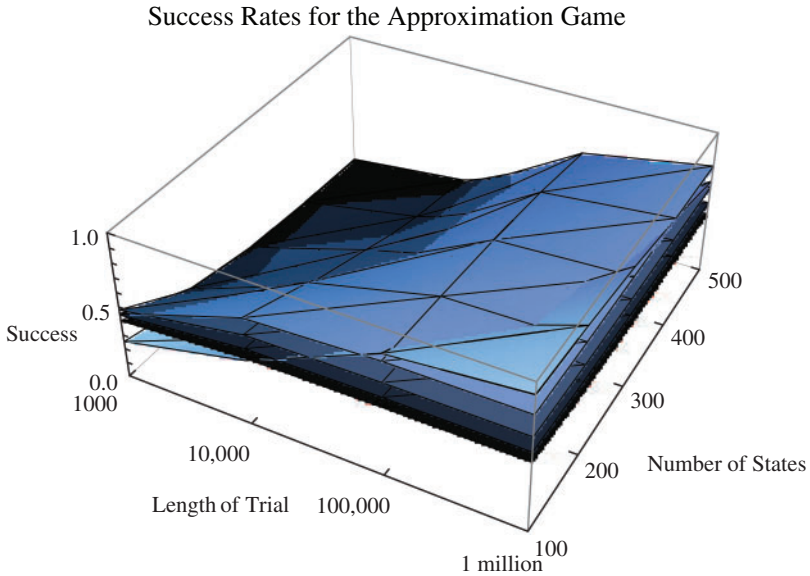 Success Rates for the Approximation Game
1.0
0.5
Success
0.0
1000
10,000
Length of Trial
100,000
1 million
100
200
Number of States
300
400
500